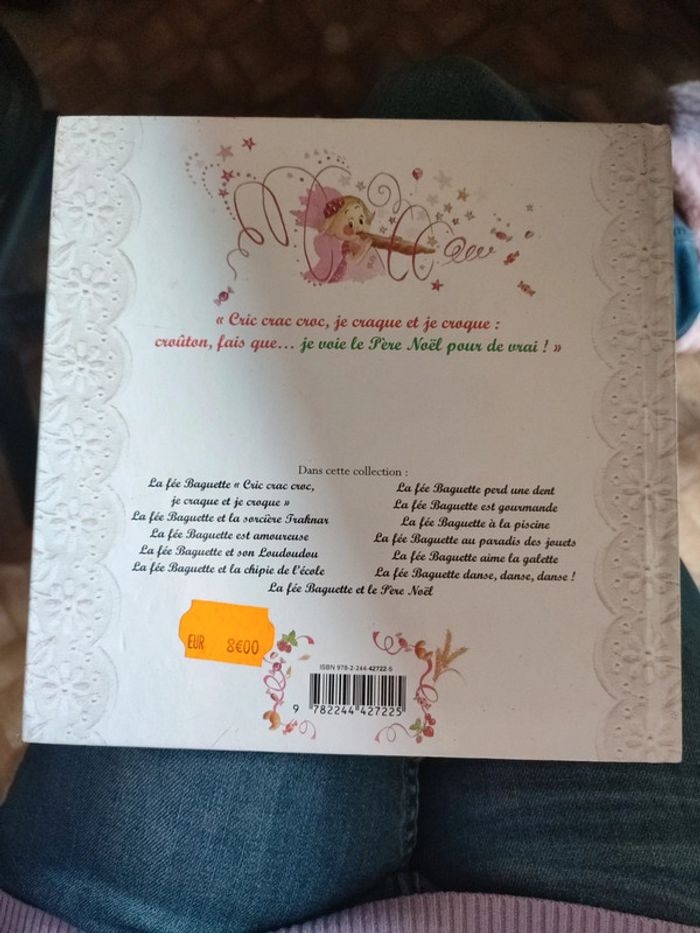 « Cric crac croc, je craque et je croque :
croûton, fais que... je voie le Père Noël pour de vrai ! »
Dans cette collection :
La fée Baguette « Cric crac croc,
je craque et je croque »
La fée Baguette et la sorcière Traknar
La fée Baguette est amoureuse
La fée Baguette et son Loudoudou
La fée Baguette et la chipie de l'école
La fée Baguette perd une dent
La fée Baguette est gourmande
La fée Baguette à la piscine
La fée Baguette au paradis des jouets
La fée Baguette aime la galette
La fée Baguette danse, danse, danse !
La fée Baguette et le Père Noël
EUR 8€00
ISBN 978-2-244-42722-5
9 782244 427225